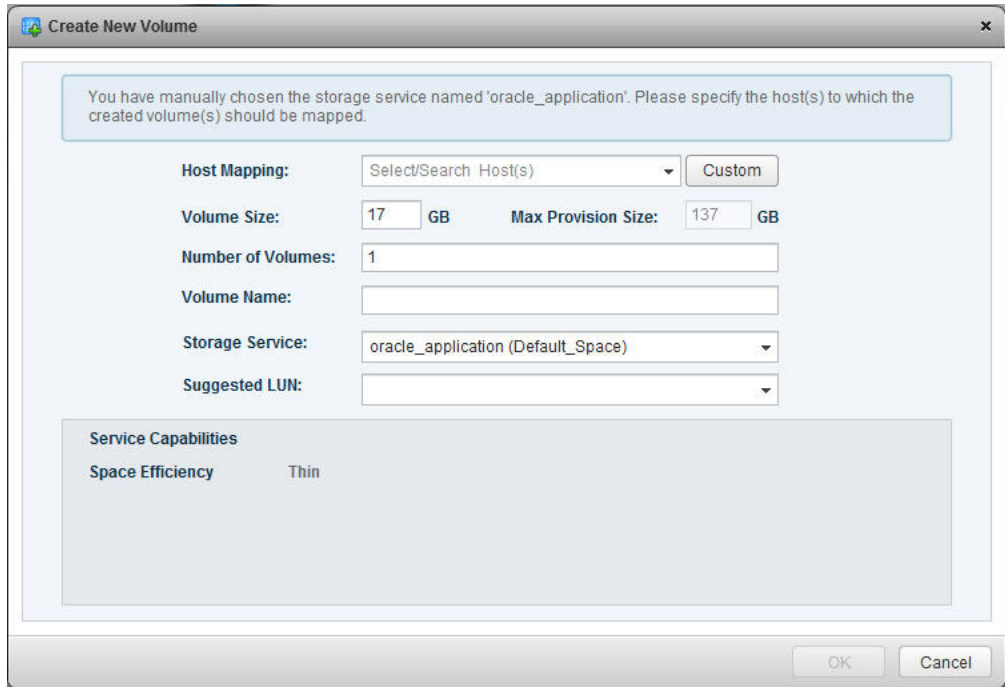 Create New Volume ×
You have manually chosen the storage service named 'oracle_application'. Please specify the host(s) to which the
created volume(s) should be mapped.
Host Mapping: Select/Search Host(s) Custom
Volume Size: 17 GB Max Provision Size: 137 GB
Number of Volumes: 1
Volume Name:
Storage Service: oracle_application (Default_Space)
Suggested LUN:
Service Capabilities
Space Efficiency Thin
OK Cancel